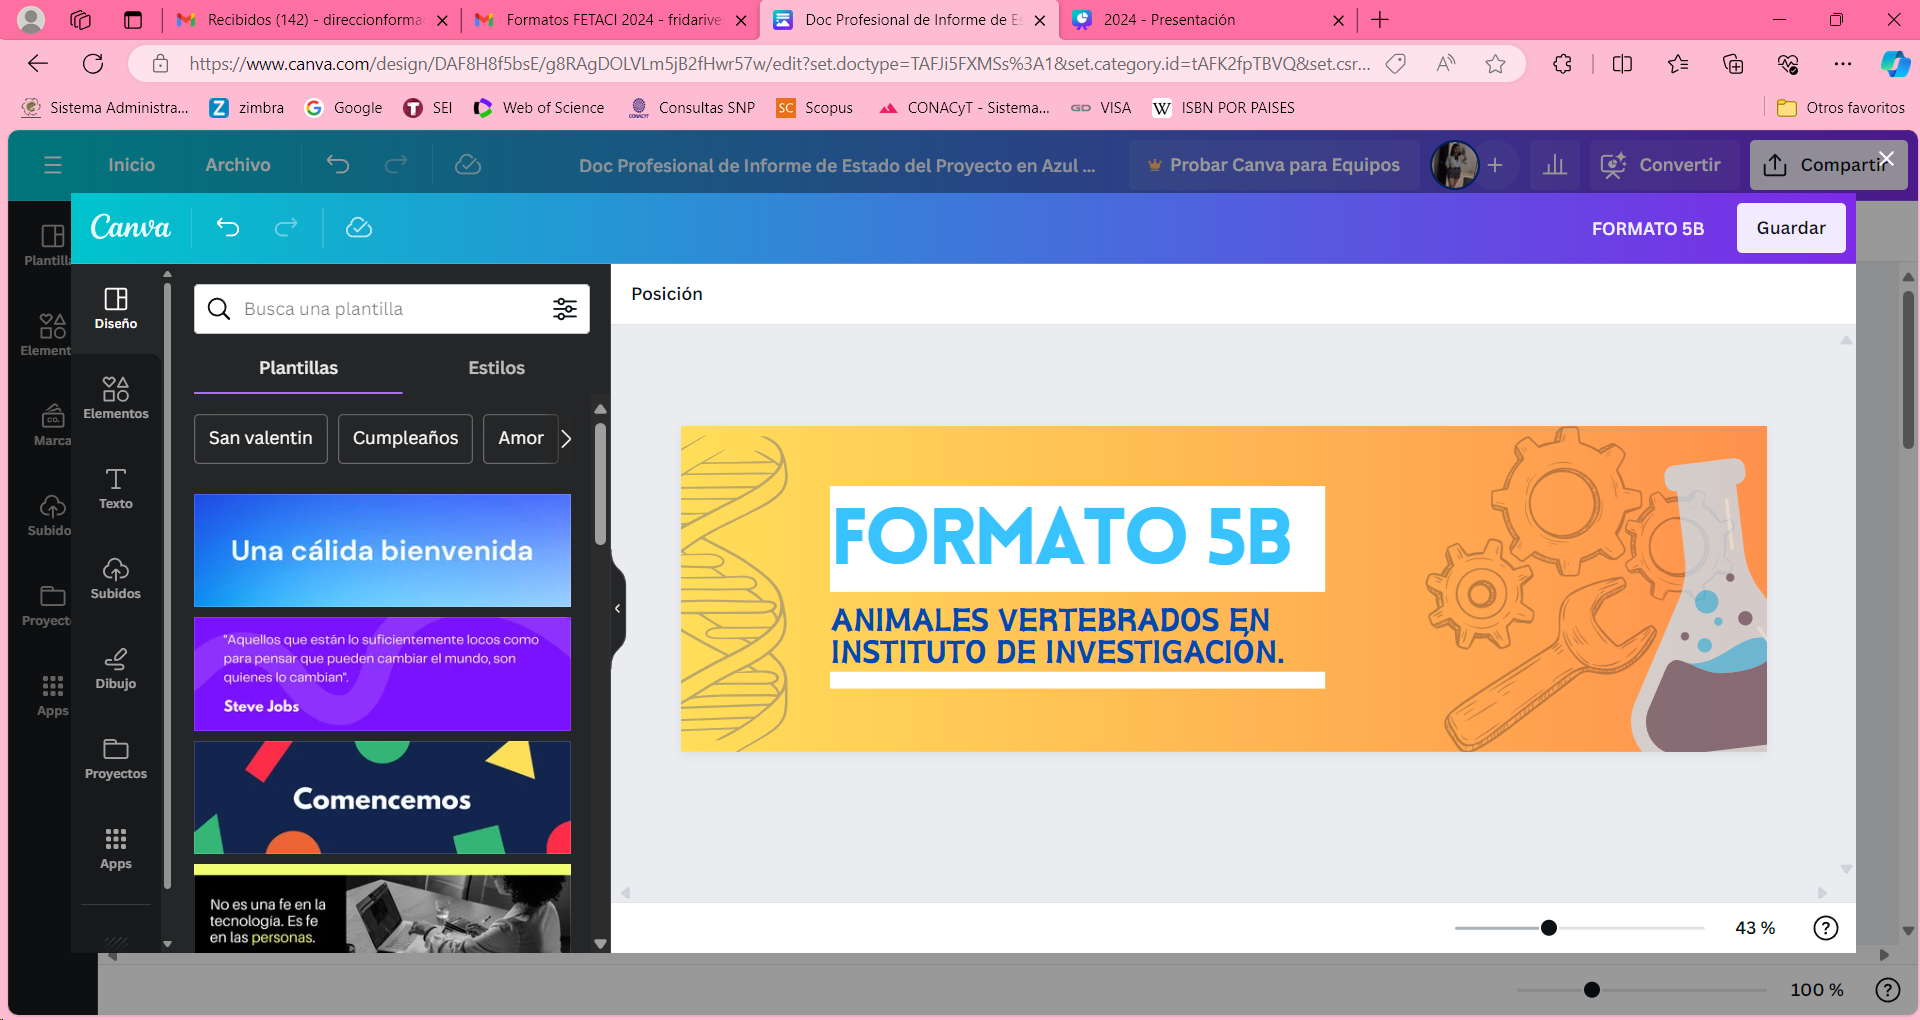 Recibidos (142) - direccionforma
Formatos FETACI 2024 - fridarive
Doc Profesional de Informe de Es
2024 - Presentación
https://www.canva.com/design/DAF8H8f5bsE/g8RAgDOLVLm5jB2fHwr57w/edit?set.doctype=TAFJi5FXMSs%3A1&set.category.id=tAFK2fpTBVQ&set.csr...
Sistema Administra...
zimbra
Google
SEI
Web of Science
Consultas SNP
Scopus
CONACyT - Sistema...
VISA
ISBN POR PAISES
Otros favoritos
Inicio
Archivo
Doc Profesional de Informe de Estado del Proyecto en Azul ...
Probar Canva para Equipos
Convertir
Compartir
Canva
FORMATO 5B
Guardar
Plantilla
Element
Marca
Subido
Proyect
Apps
Diseño
Elementos
Texto
Subidos
Dibujo
Proyectos
Apps
Busca una plantilla
Plantillas
Estilos
San valentin
Cumpleaños
Amor
Una cálida bienvenida
"Aquellos que están lo suficientemente locos como
para pensar que pueden cambiar el mundo, son
quienes lo cambian".
Steve Jobs
Comencemos
No es una fe en la
tecnología. Es fe
en las personas.
Posición
FORMATO 5B
ANIMALES VERTEBRADOS EN
INSTITUTO DE INVESTIGACIÓN.
43 %
100 %